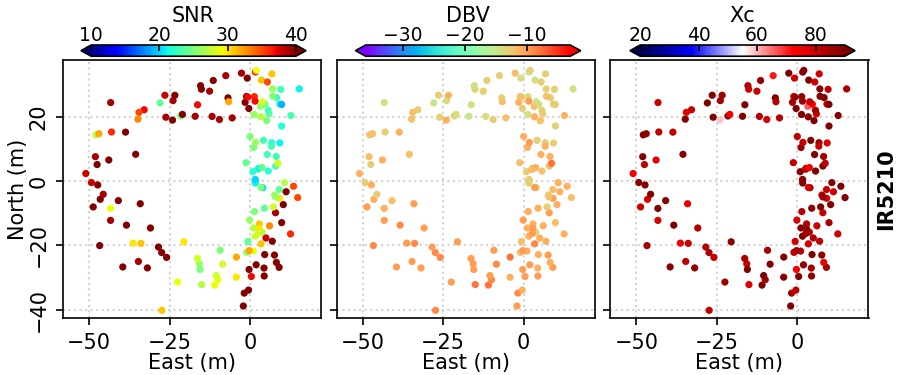 SNR DBV Xc
10 20 30 40 −30 −20 −10 20 40 60 80
North (m)
20
0
−20
−40
−50 −25 0 −50 −25 0 −50 −25 0
East (m) East (m) East (m)
IR5210